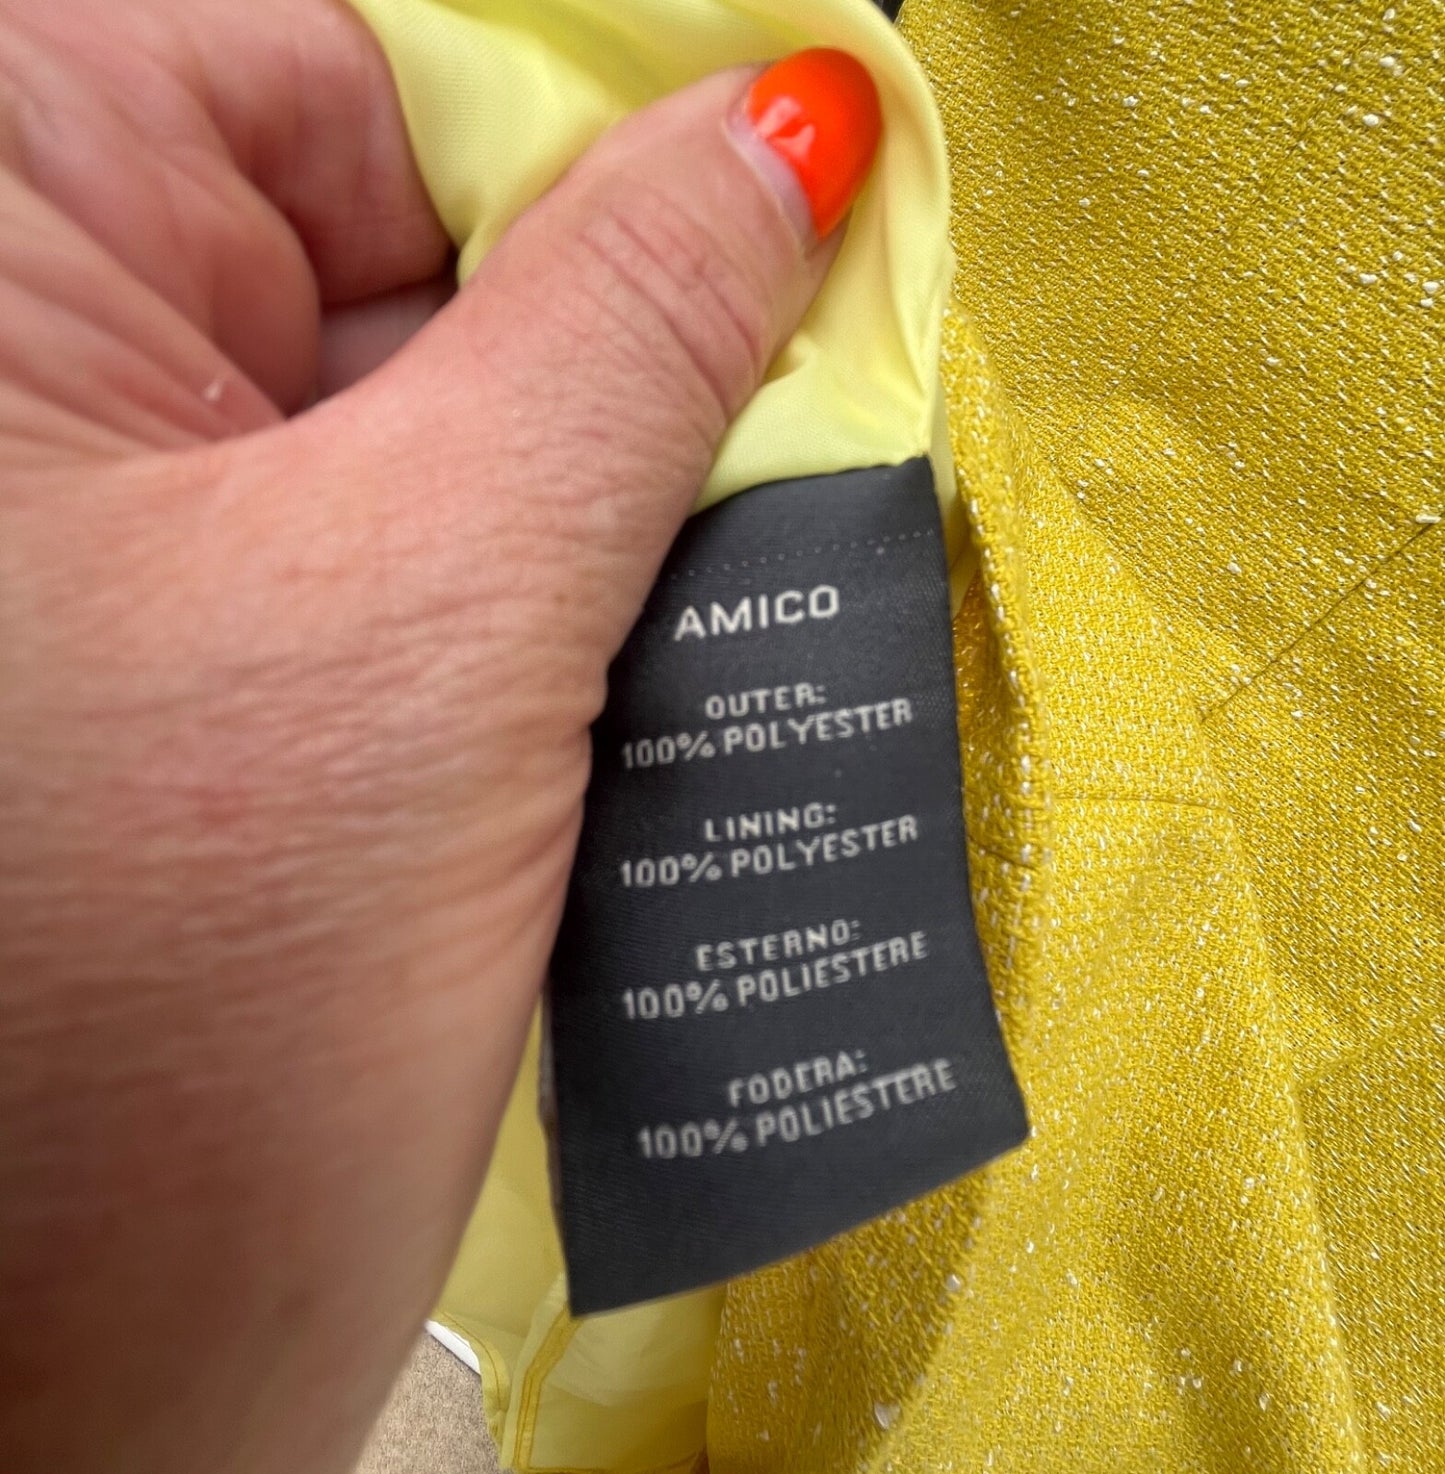 AMICO
OUTER:
100% POLYESTER
LINING:
100% POLYESTER
ESTERNO:
100% POLIESTERE
FODERA:
100% POLIESTERE